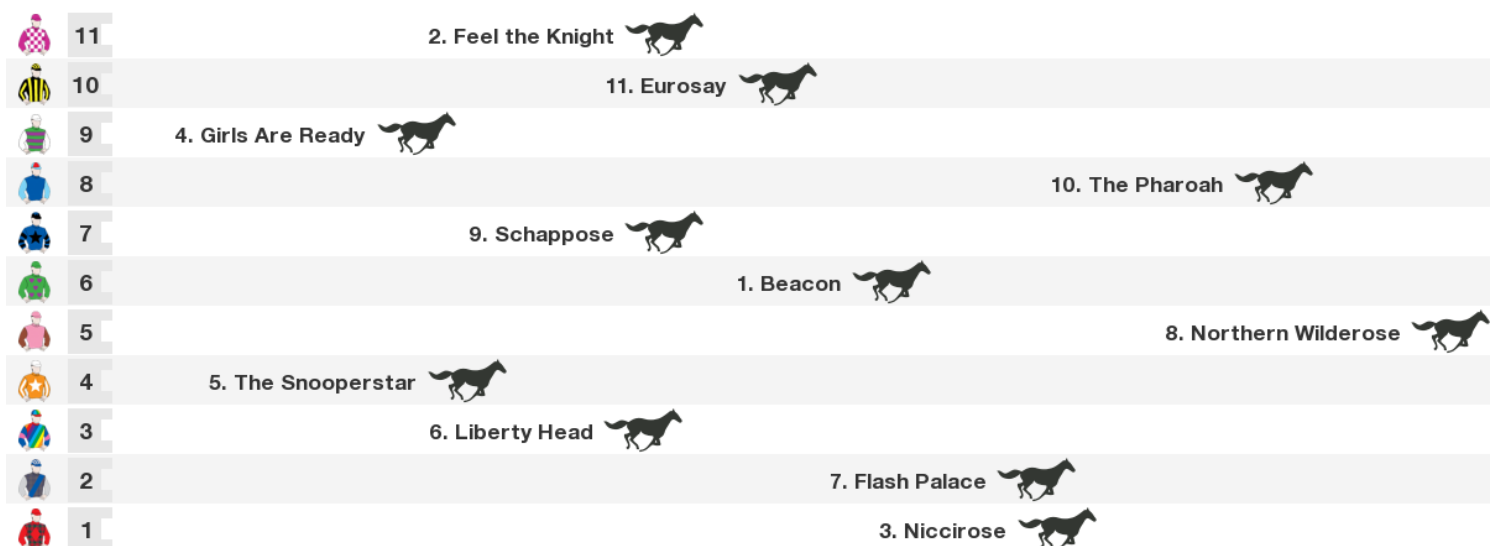 11 2. Feel the Knight
10 11. Eurosay
9 4. Girls Are Ready
8 10. The Pharoah
7 9. Schappose
6 1. Beacon
5 8. Northern Wilderose
4 5. The Snooperstar
3 6. Liberty Head
2 7. Flash Palace
1 3. Niccirose